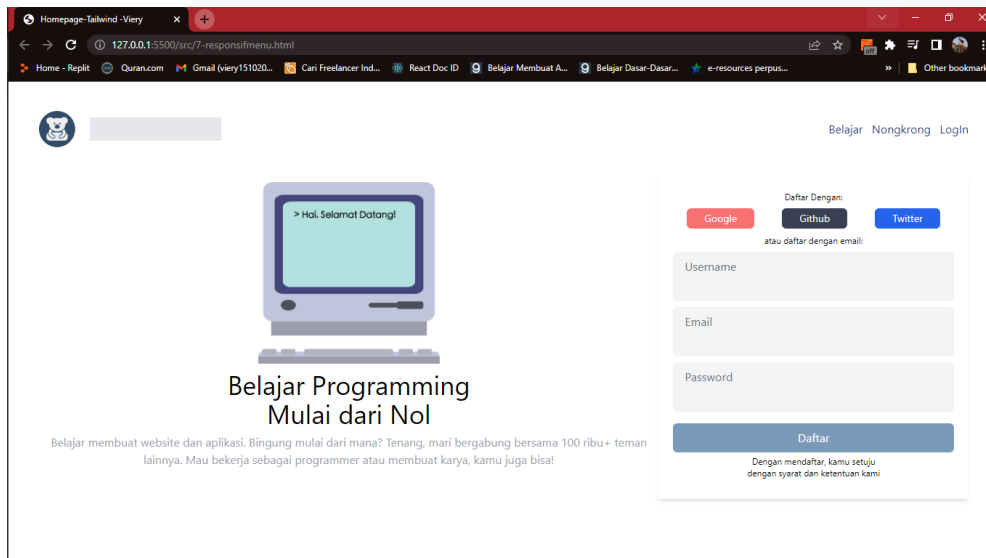 Homepage-Tailwind -Viery
127.0.0.1:5500/src/7-responsifmenu.html
off
Home - Replit
Quran.com
Gmail (viery151020...
Cari Freelancer Ind...
React Doc ID
Belajar Membuat A...
Belajar Dasar-Dasar...
e-resources perpus...
»
Other bookmark
Belajar Nongkrong LogIn
> Hai, Selamat Datang!
Belajar Programming
Mulai dari Nol
Belajar membuat website dan aplikasi. Bingung mulai dari mana? Tenang, mari bergabung bersama 100 ribu+ teman
lainnya. Mau bekerja sebagai programmer atau membuat karya, kamu juga bisa!
Daftar Dengan:
Google Github Twitter
atau daftar dengan email:
Username
Email
Password
Daftar
Dengan mendaftar, kamu setuju
dengan syarat dan ketentuan kami